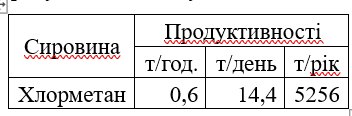 Сировина Продуктивності
т/год. т/день т/рік
Хлорметан 0,6 14,4 5256